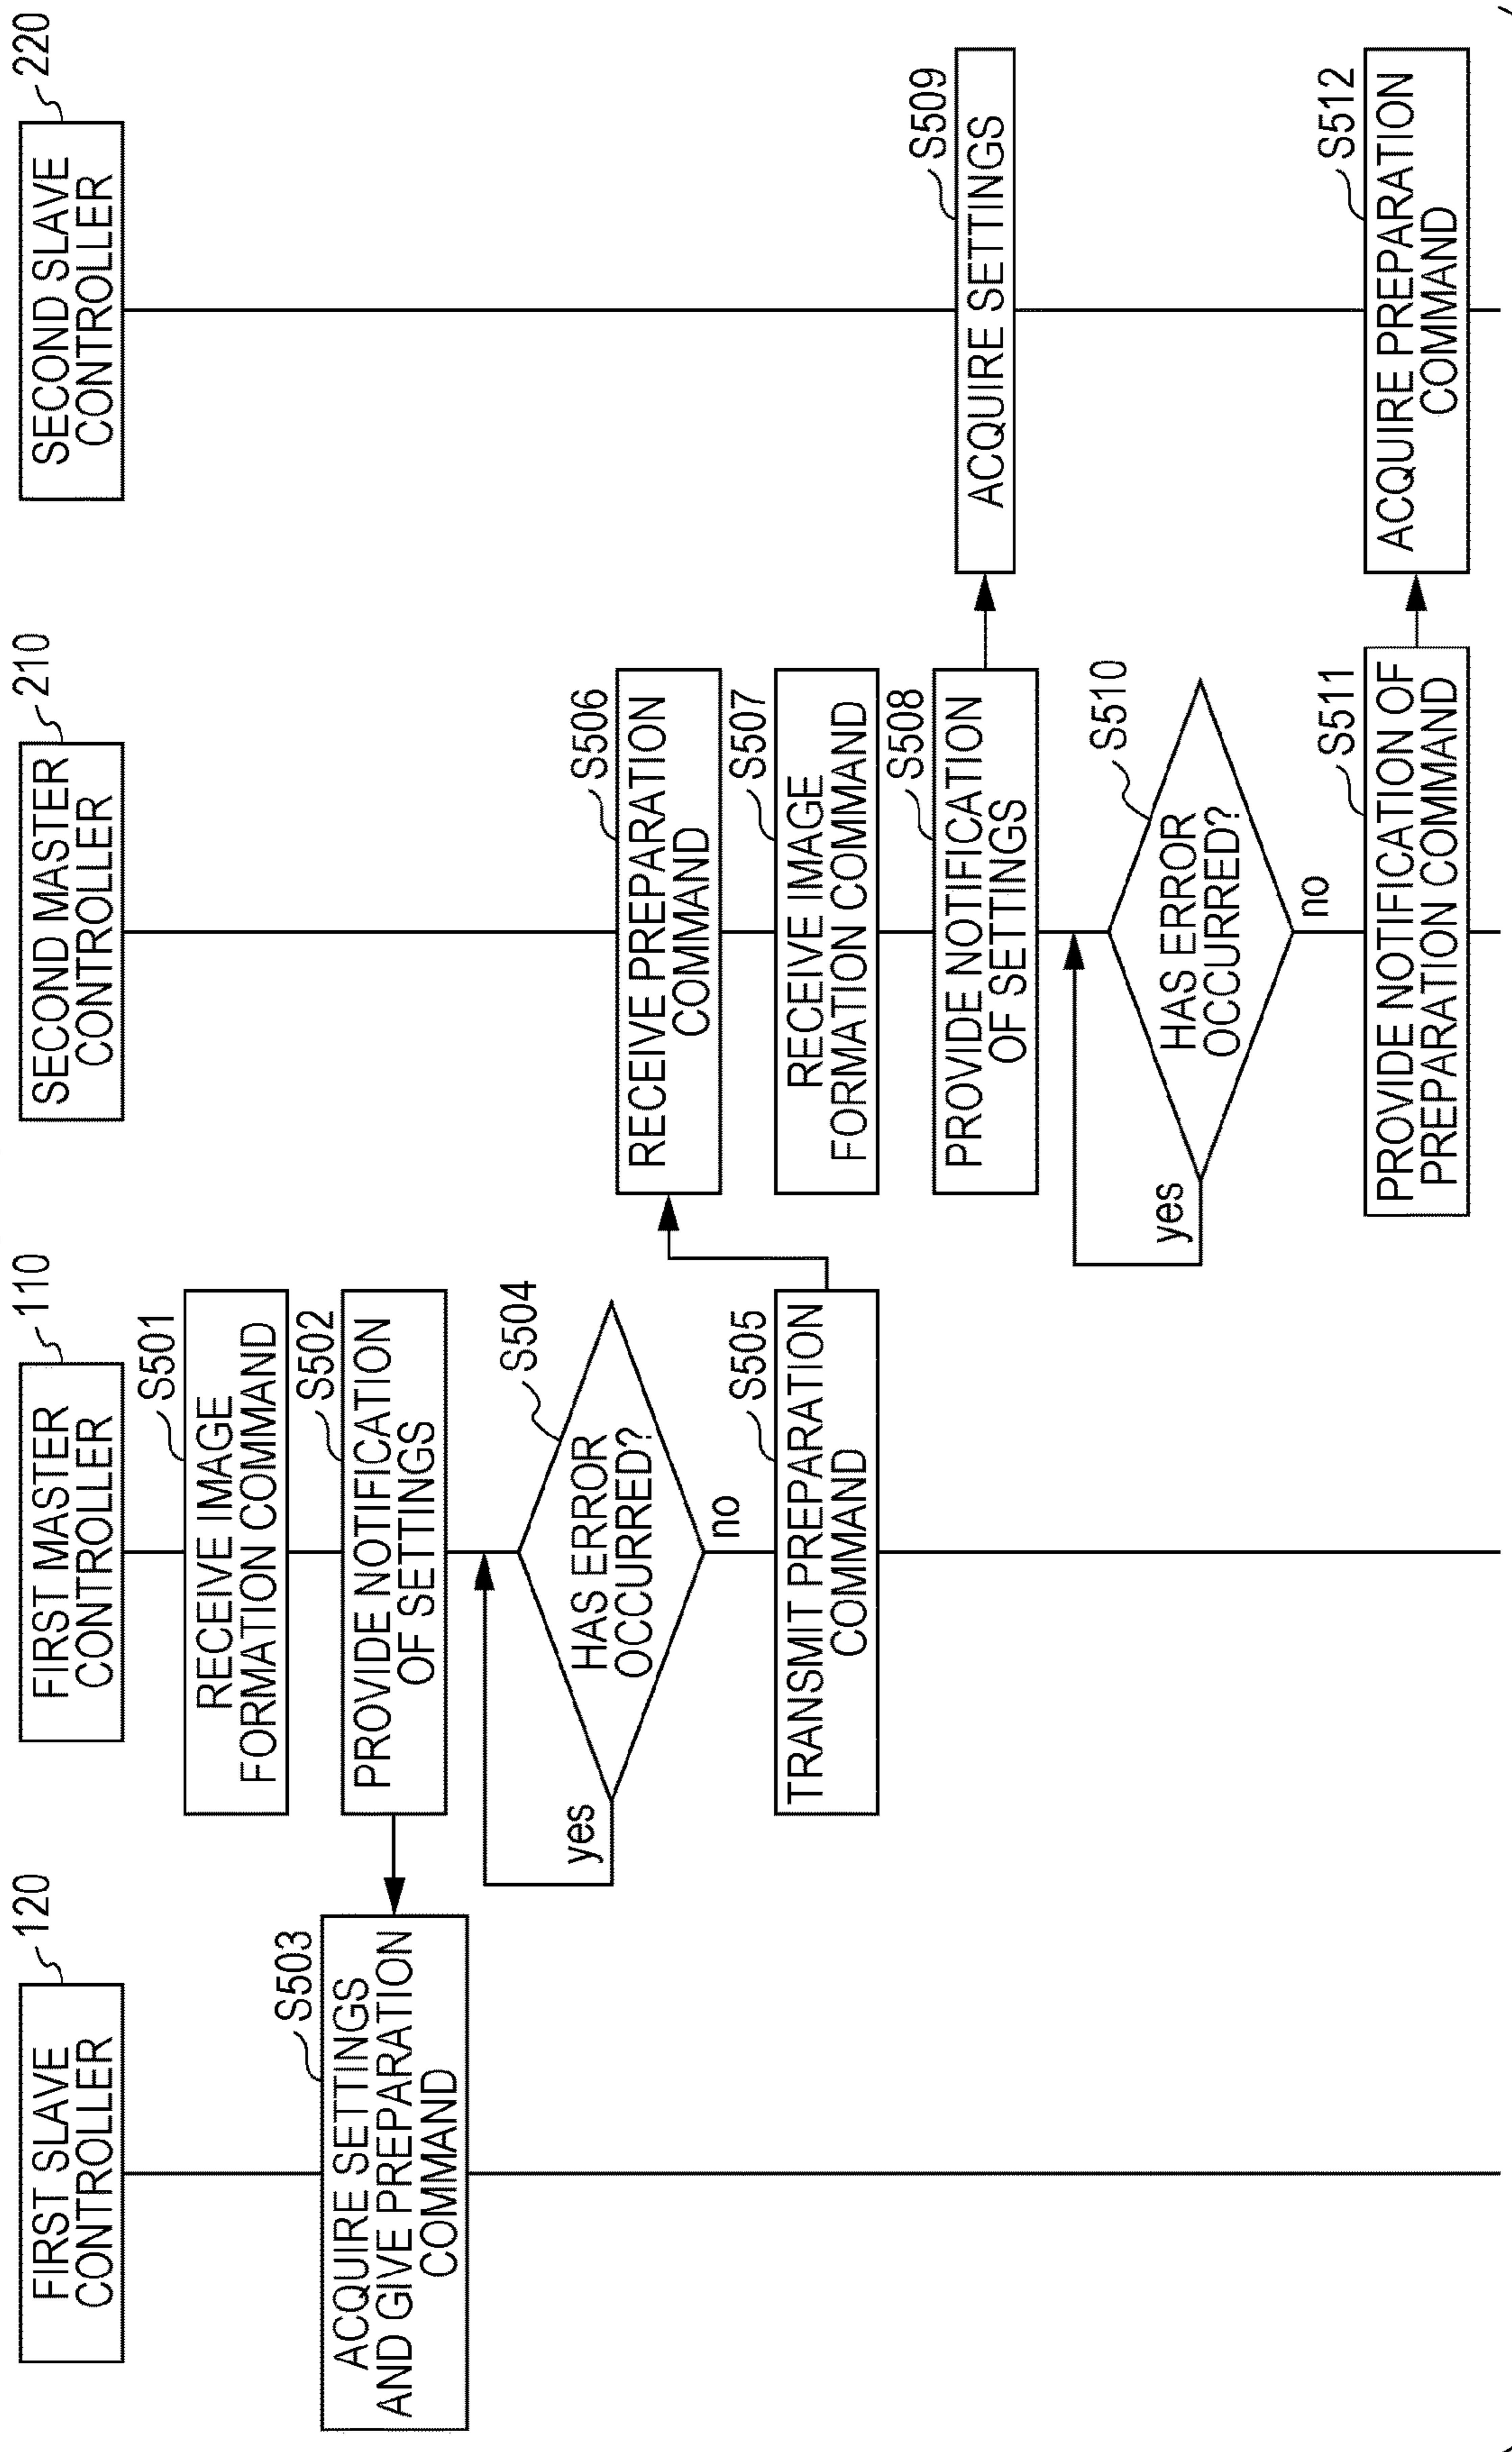 FIRST SLAVE
CONTROLLER
120
FIRST MASTER
CONTROLLER
110
SECOND MASTER
CONTROLLER
210
SECOND SLAVE
CONTROLLER
220
S501
RECEIVE IMAGE
FORMATION COMMAND
S502
PROVIDE NOTIFICATION
OF SETTINGS
S503
ACQUIRE SETTINGS
AND GIVE PREPARATION
COMMAND
S504
HAS ERROR
OCCURRED?
yes
no
S505
TRANSMIT PREPARATION
COMMAND
S506
RECEIVE PREPARATION
COMMAND
S507
RECEIVE IMAGE
FORMATION COMMAND
S508
PROVIDE NOTIFICATION
OF SETTINGS
S509
ACQUIRE SETTINGS
S510
HAS ERROR
OCCURRED?
yes
no
S511
PROVIDE NOTIFICATION OF
PREPARATION COMMAND
S512
ACQUIRE PREPARATION
COMMAND